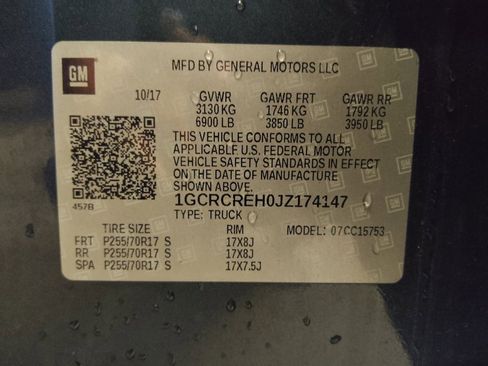 GM
MFD BY GENERAL MOTORS LLC
10/17 GVWR GAWR FRT GAWR RR
3130 KG 1746 KG 1792 KG
6900 LB 3850 LB 3950 LB
THIS VEHICLE CONFORMS TO ALL
APPLICABLF U.S. FEDERAL MOTOR
VEHICLE SAFETY STANDARDS IN EFFECT
ON THE DATE OF MANUFACTURE
SHOWN ABOVE.
457B
1GCRCREH0JZ174147
TYPE: TRUCK
TIRE SIZE RIM MODEL: 07CC15753
FRT P255/70R17 S 17X8J
RR P255/70R17 S 17X8J
SPA P255/70R17 S 17X7.5J